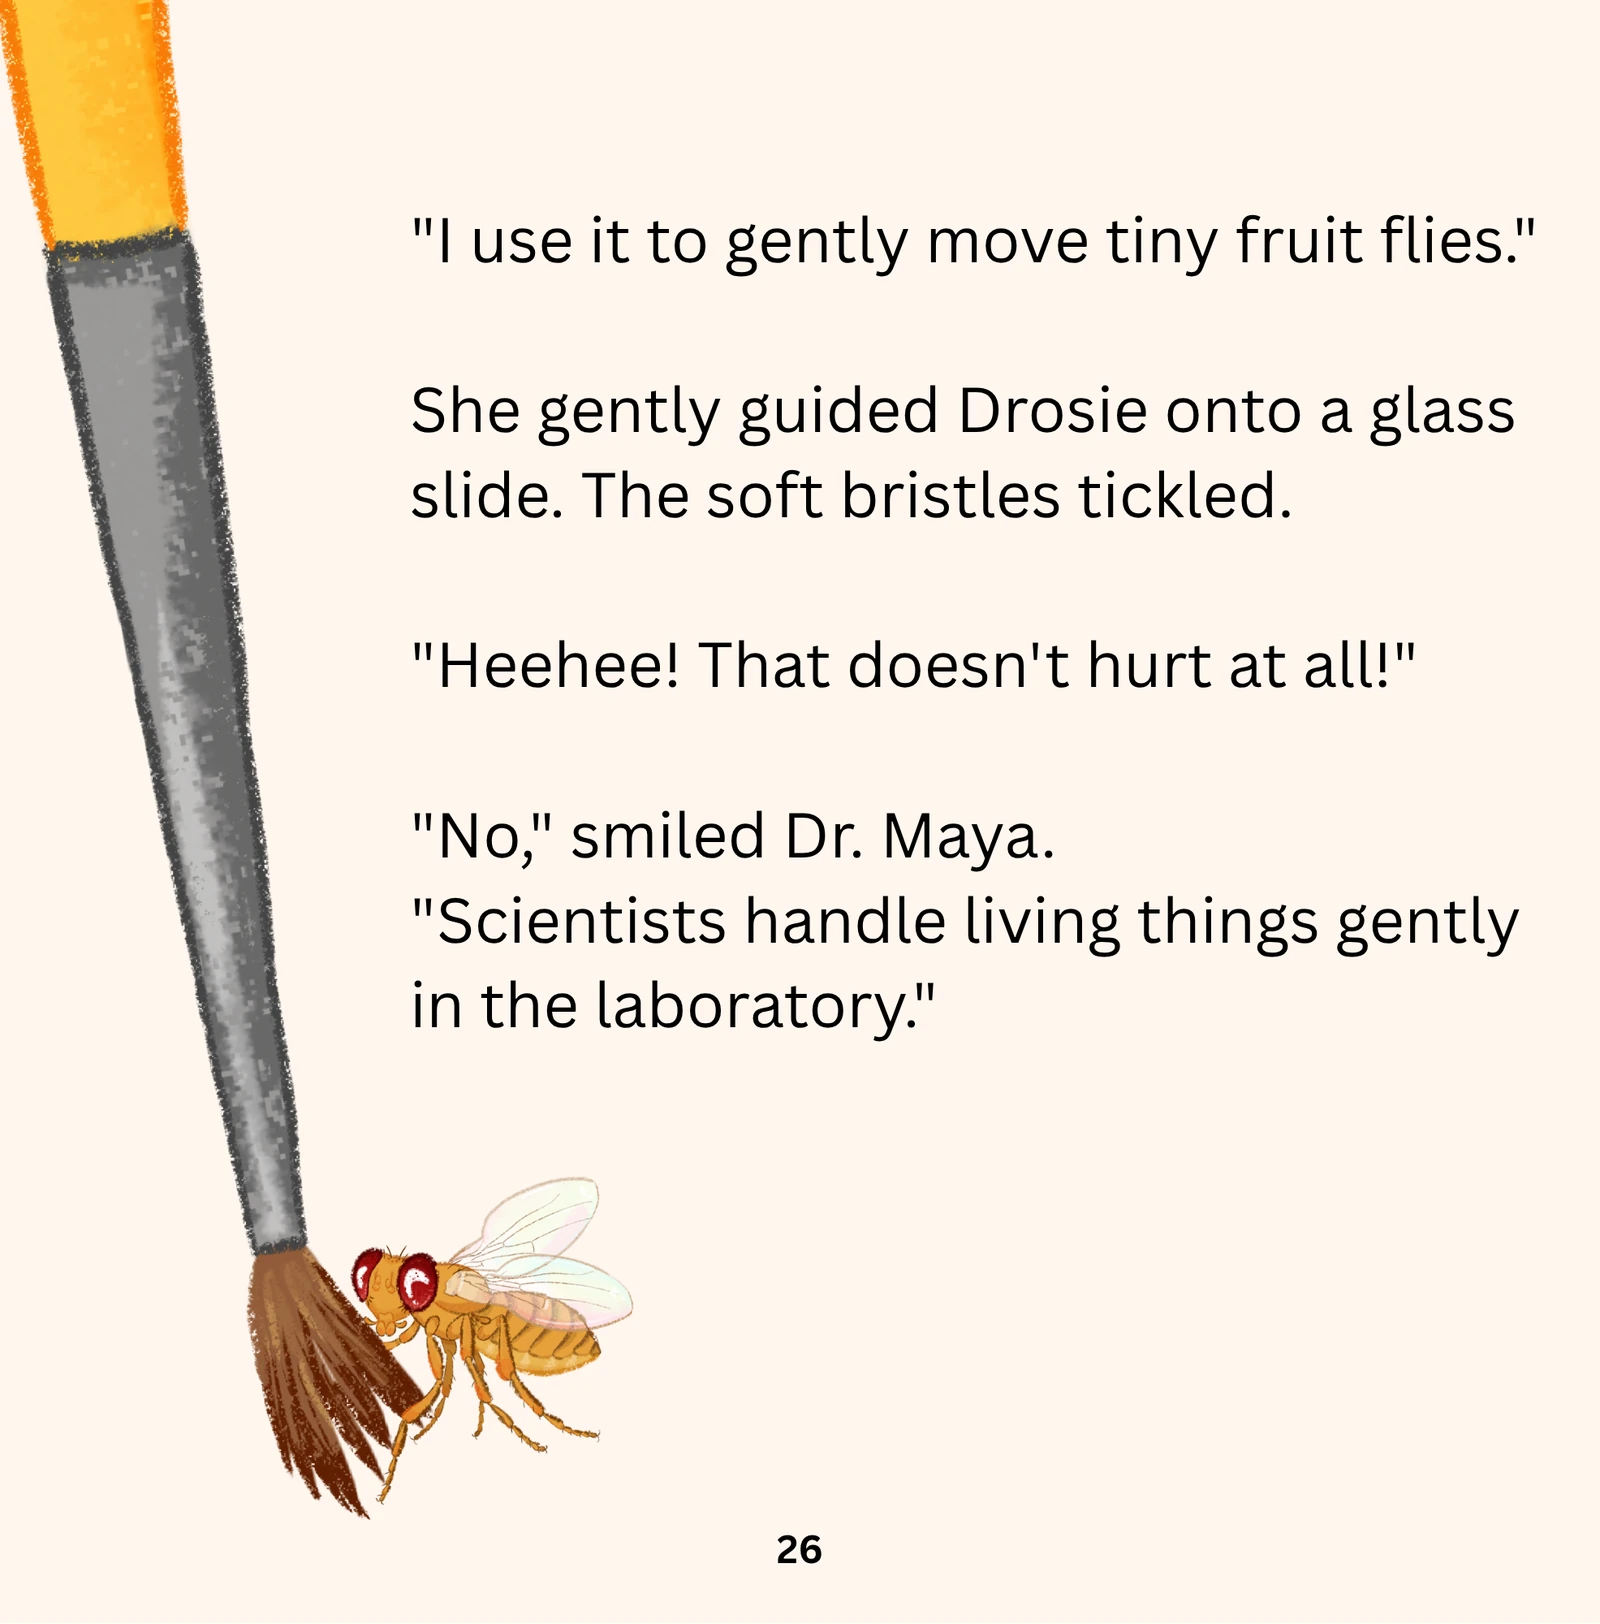 "I use it to gently move tiny fruit flies."
She gently guided Drosie onto a glass
slide. The soft bristles tickled.
"Heehee! That doesn't hurt at all!"
"No," smiled Dr. Maya.
"Scientists handle living things gently
in the laboratory."
26